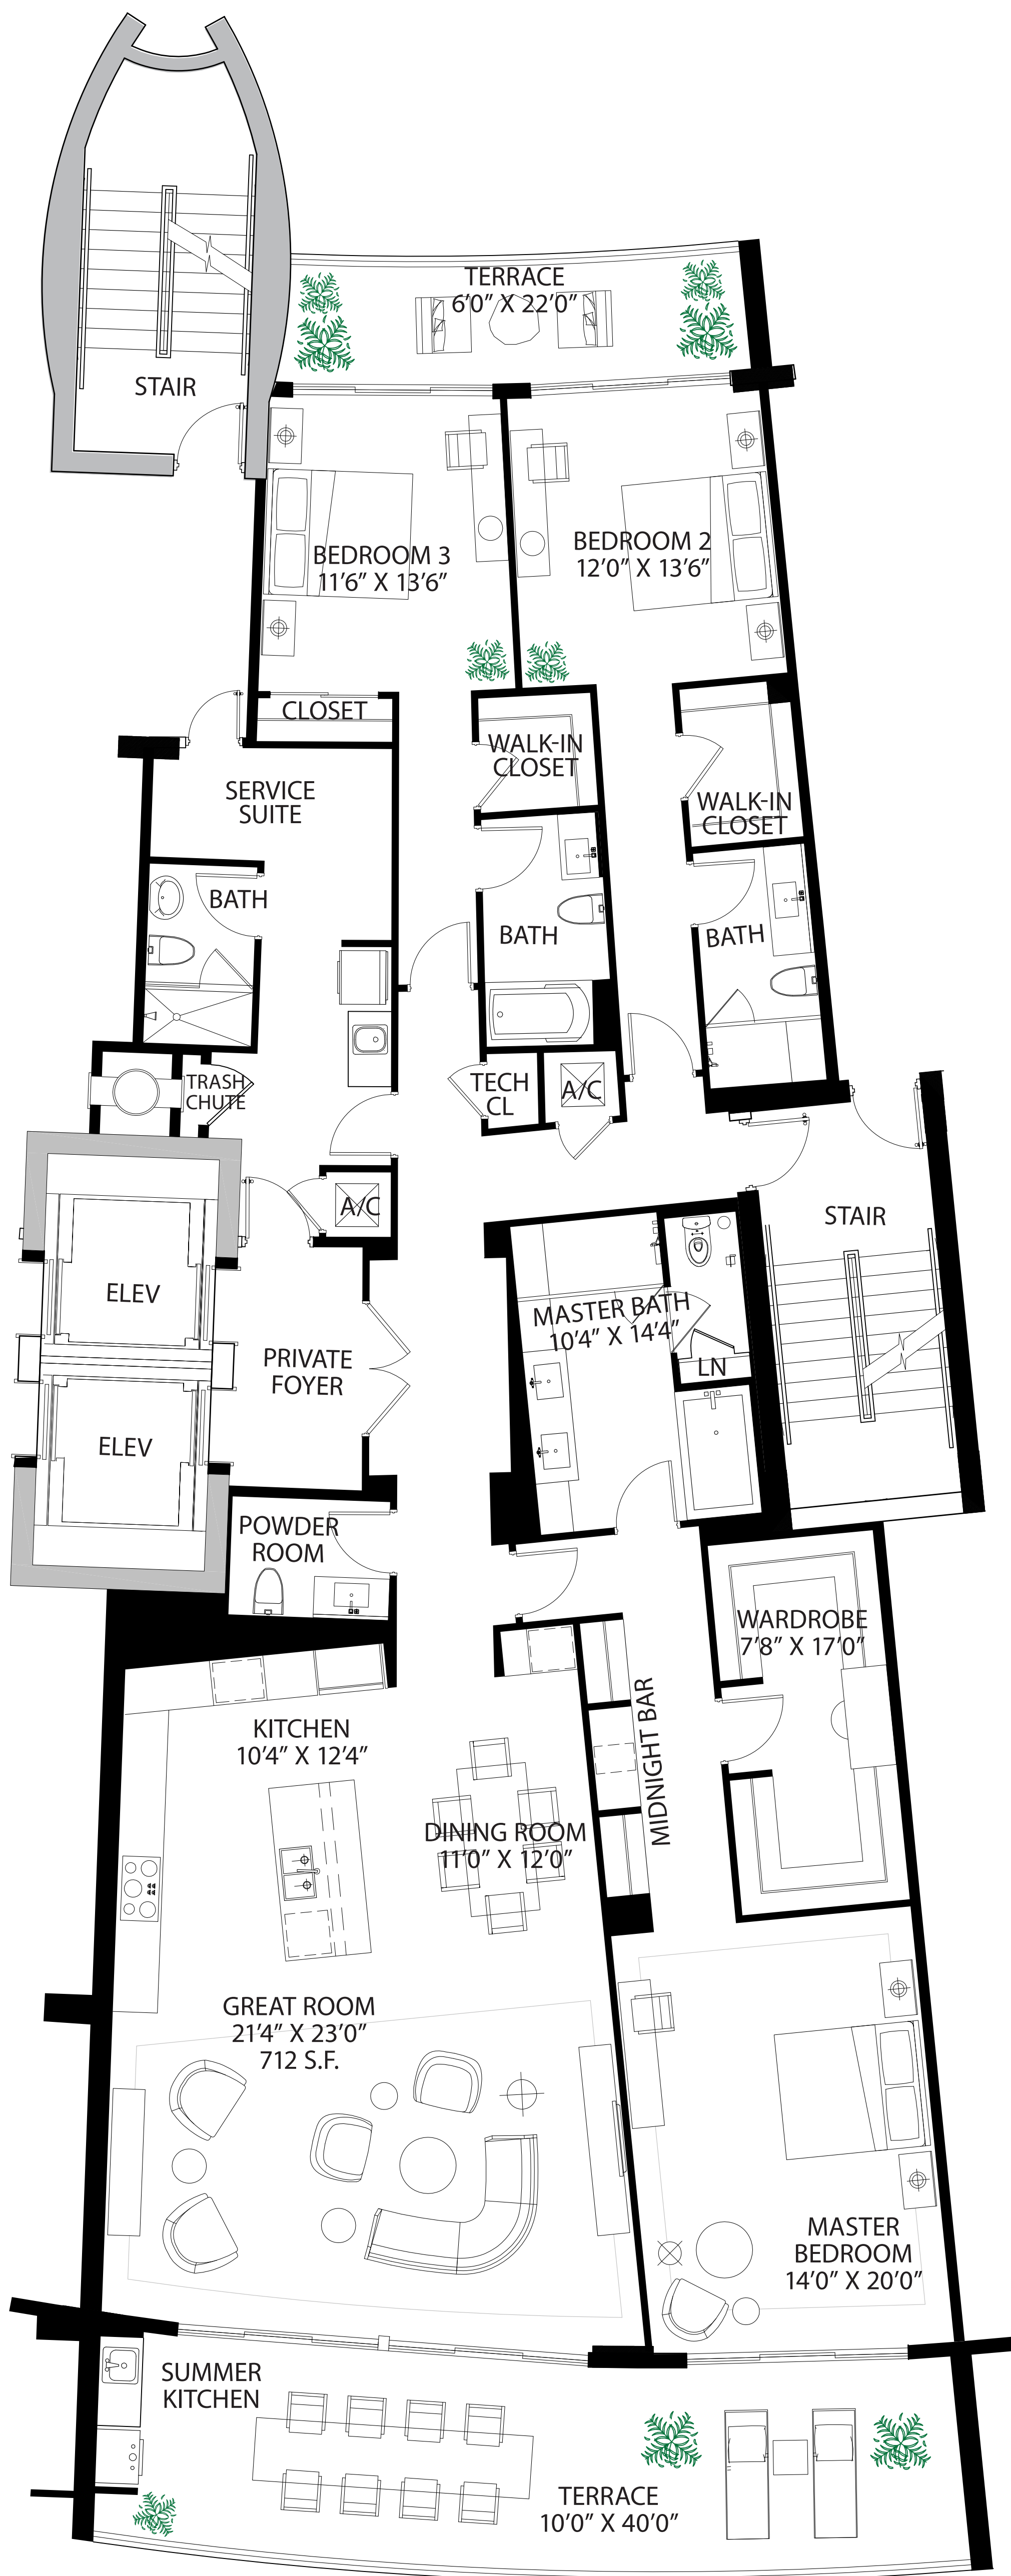 TERRACE
6’0” X 22’0”
STAIR
BEDROOM 3
11’6” X 13’6”
BEDROOM 2
12’0” X 13’6”
CLOSET
WALK-IN
CLOSET
SERVICE
SUITE
WALK-IN
CLOSET
BATH
BATH
BATH
TRASH
CHUTE
TECH
CL
A/C
A/C
STAIR
ELEV
MASTER BATH
10’4” X 14’4”
PRIVATE
FOYER
LN
ELEV
POWDER
ROOM
WARDROBE
7’8” X 17’0”
MIDNIGHT BAR
KITCHEN
10’4” X 12’4”
DINING ROOM
11’0” X 12’0”
GREAT ROOM
21’4” X 23’0”
712 S.F.
MASTER
BEDROOM
14’0” X 20’0”
SUMMER
KITCHEN
TERRACE
10’0” X 40’0”